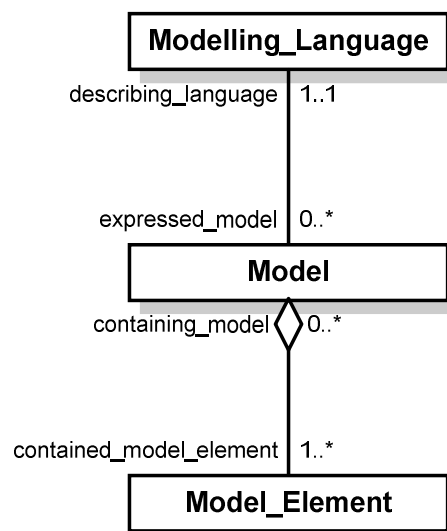 Modelling_Language
describing_language 1..1
expressed_model 0..*
Model
containing_model 0..*
contained_model_element 1..*
Model_Element